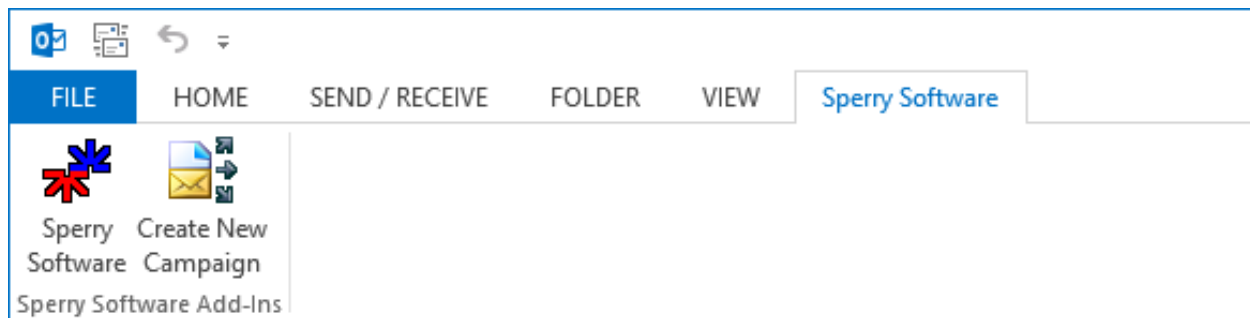 FILE HOME SEND / RECEIVE FOLDER VIEW Sperry Software
Sperry Create New
Software Campaign
Sperry Software Add-Ins